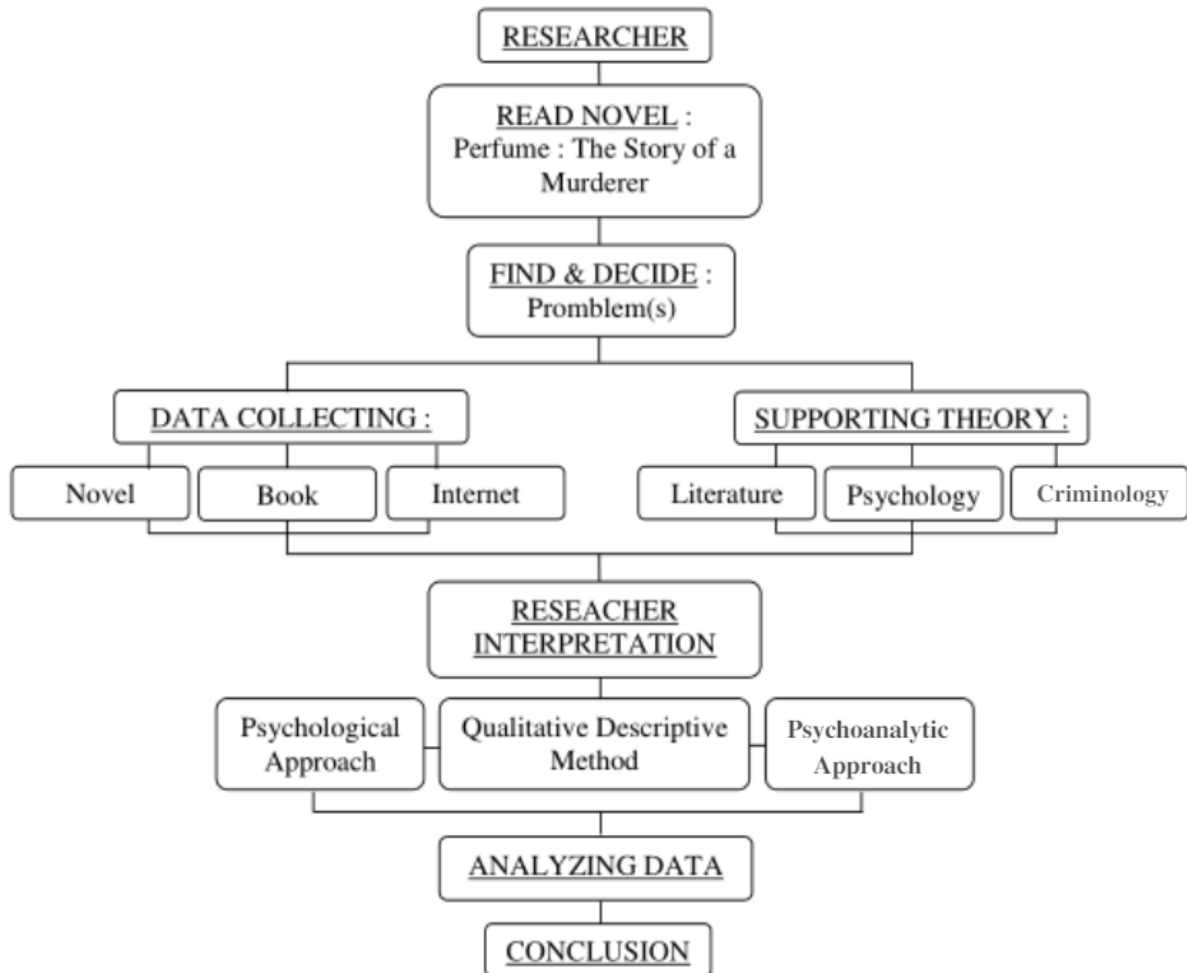 RESEARCHER
READ NOVEL :
Perfume : The Story of a
Murderer
FIND & DECIDE :
Promblem(s)
DATA COLLECTING :
SUPPORTING THEORY :
Novel
Book
Internet
Literature
Psychology
Criminology
RESEACHER
INTERPRETATION
Psychological
Approach
Qualitative Descriptive
Method
Psychoanalytic
Approach
ANALYZING DATA
CONCLUSION